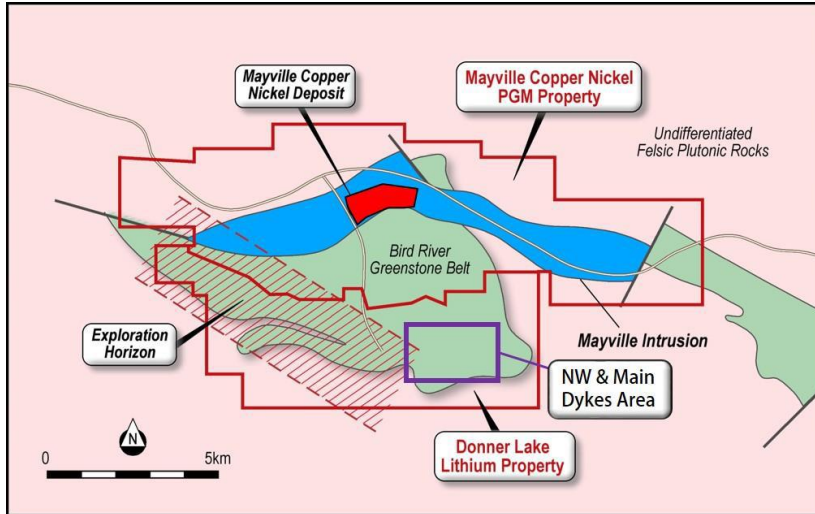 Mayville Copper
Nickel Deposit
Mayville Copper Nickel
PGM Property
Undifferentiated
Felsic Plutonic Rocks
Bird River
Greenstone Belt
Exploration
Horizon
Mayville Intrusion
NW & Main
Dykes Area
N
0
5km
Donner Lake
Lithium Property